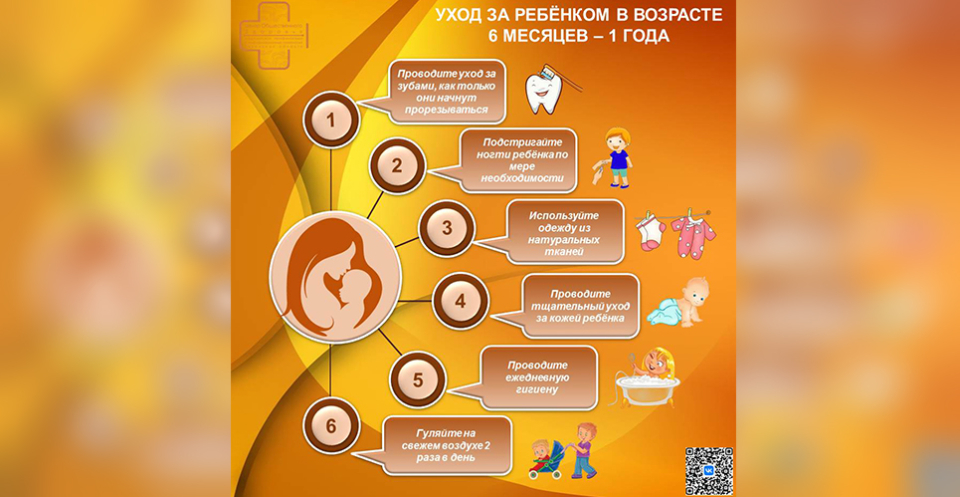 УХОД ЗА РЕБЁНКОМ В ВОЗРАСТЕ
6 МЕСЯЦЕВ – 1 ГОДА
1
Проводите уход за
зубами, как только
они начнут
прорезываться
2
Подстригайте
ногти ребёнка по
мере
необходимости
3
Используйте
одежду из
натуральных
тканей
4
Проводите
тщательный уход
за кожей ребёнка
5
Проводите
ежедневную
гигиену
6
Гуляйте на
свежем воздухе 2
раза в день